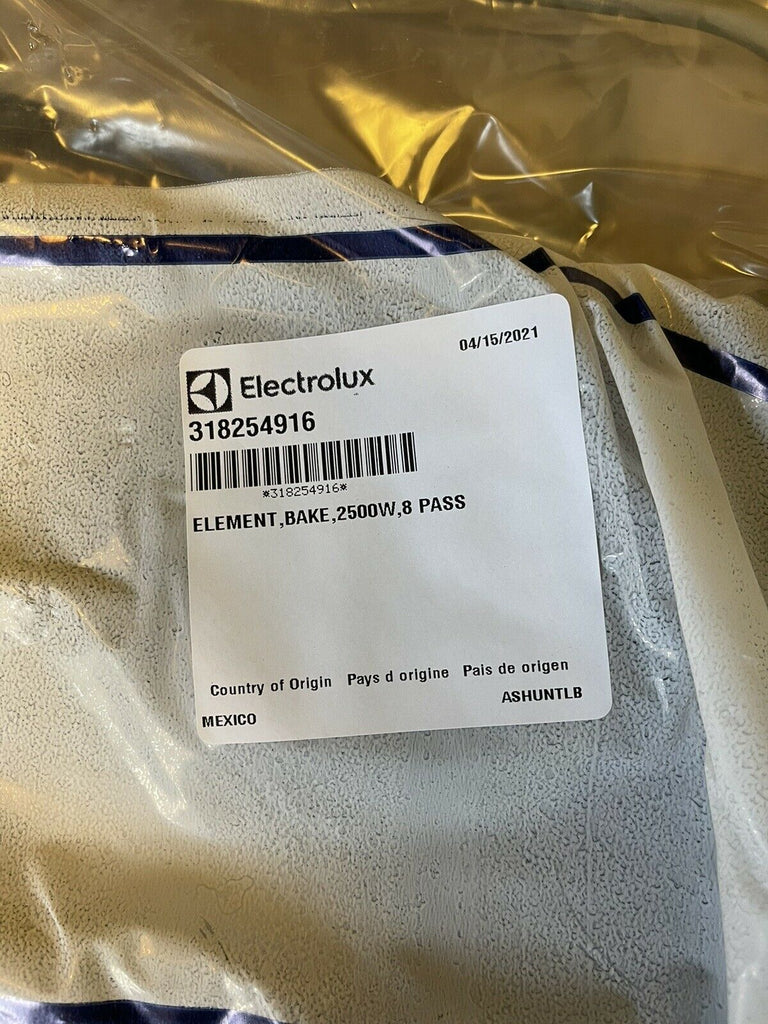 04/15/2021
Electrolux
318254916
*318254916*
ELEMENT,BAKE,2500W,8 PASS
Country of Origin Pays d origine Pais de origen
ASHUNTLB
MEXICO